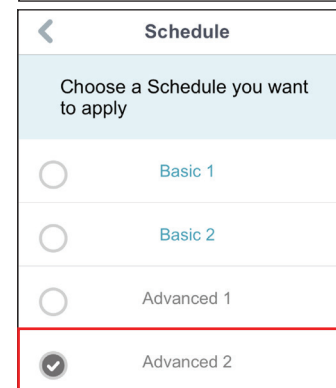 Schedule
Choose a Schedule you want
to apply
Basic 1
Basic 2
Advanced 1
Advanced 2